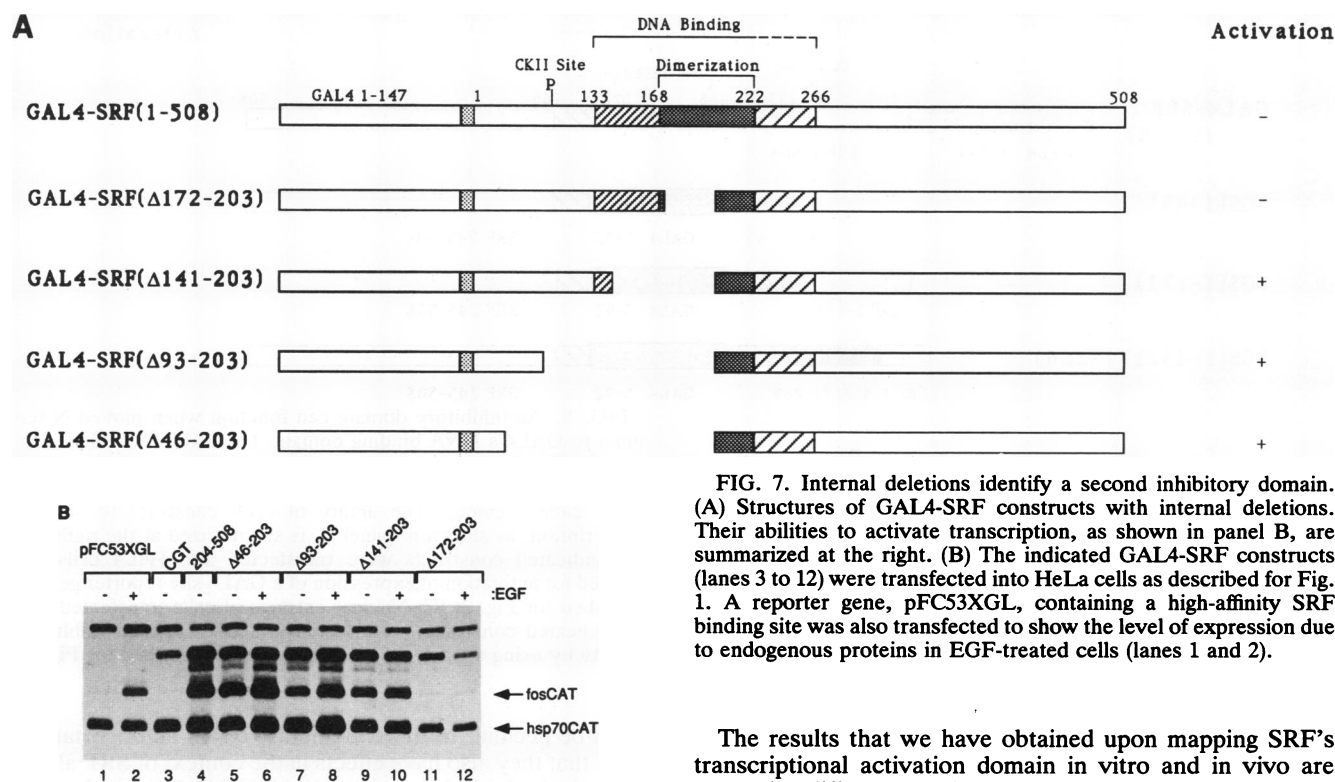 A
DNA Binding
Activation
CKII Site
Dimerization
P
GAL4 1-147
133 168 222 266 508
GAL4-SRF(1-508)
-
GAL4-SRF(Δ172-203)
-
GAL4-SRF(Δ141-203)
+
GAL4-SRF(Δ93-203)
+
GAL4-SRF(Δ46-203)
+
B
pFC53XGL
CGT
204-508
Δ46-203
Δ93-203
Δ141-203
Δ172-203
- + - - - + - + - + - + :EGF
fosCAT
hsp70CAT
1 2 3 4 5 6 7 8 9 10 11 12
FIG. 7. Internal deletions identify a second inhibitory domain.
(A) Structures of GAL4-SRF constructs with internal deletions.
Their abilities to activate transcription, as shown in panel B, are
summarized at the right. (B) The indicated GAL4-SRF constructs
(lanes 3 to 12) were transfected into HeLa cells as described for Fig.
1. A reporter gene, pFC53XGL, containing a high-affinity SRF
binding site was also transfected to show the level of expression due
to endogenous proteins in EGF-treated cells (lanes 1 and 2).
The results that we have obtained upon mapping SRF's
transcriptional activation domain in vitro and in vivo are